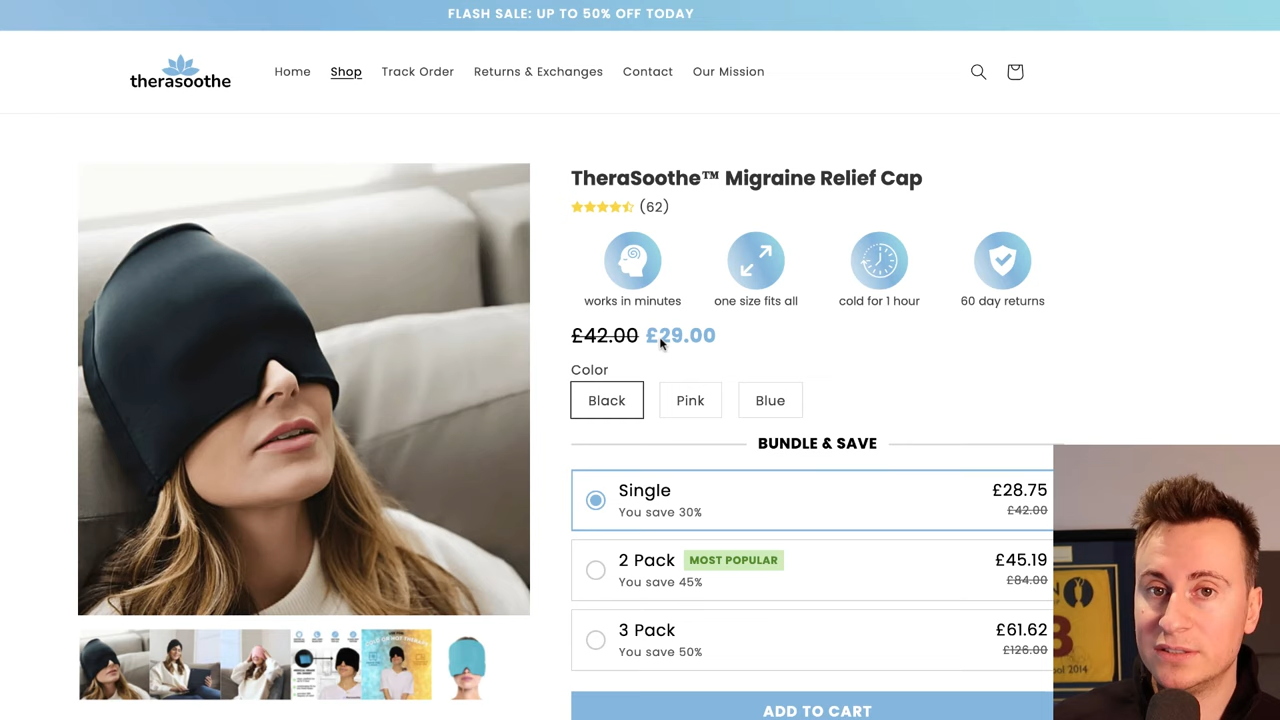 FLASH SALE: UP TO 50% OFF TODAY
therasoothe
Home Shop Track Order Returns & Exchanges Contact Our Mission
TheraSoothe™ Migraine Relief Cap
(62)
works in minutes one size fits all cold for 1 hour 60 day returns
£42.00 £29.00
Color
Black Pink Blue
BUNDLE & SAVE
Single £28.75
You save 30% £42.00
2 Pack MOST POPULAR £45.19
You save 45% £84.00
3 Pack £61.62
You save 50% £126.00
ADD TO CART
2014